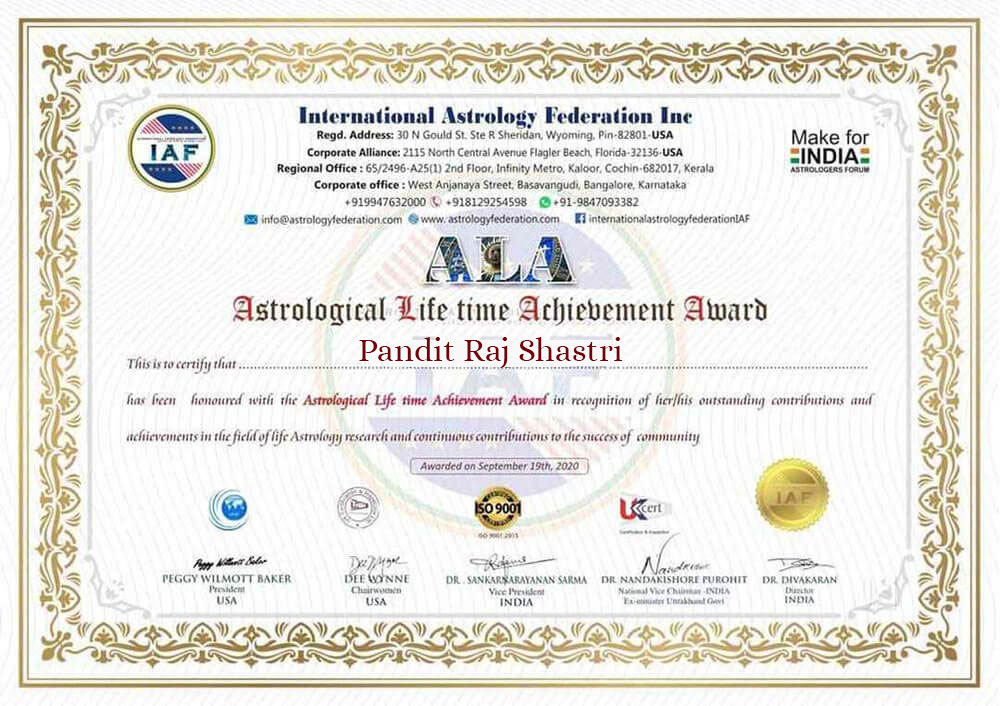 International Astrology Federation Inc
Regd. Address: 30 N Gould St. Ste R Sheridan, Wyoming, Pin-82801-USA
Corporate Alliance: 2115 North Central Avenue Flagler Beach, Florida-32136-USA
Regional Office : 65/2496-A25(1) 2nd Floor, Infinity Metro, Kaloor, Cochin-682017, Kerala
Corporate office : West Anjanaya Street, Basavangudi, Bangalore, Karnataka
+919947632000 +918129254598 +91-9847093382
info@astrologyfederation.com www. astrologyfederation.com internationalastrologyfederationIAF
IAF
Make for
INDIA
ASTROLOGERS FORUM
ALA
Astrological Life time Achievement Award
This is to certify that Pandit Raj Shastri
has been honoured with the Astrological Life time Achievement Award in recognition of her/his outstanding contributions and
achievements in the field of life Astrology research and continuous contributions to the success of community
Awarded on September 19th, 2020
ISO 9001
ISO 9001:2015
UKcert
IAF
PEGGY WILMOTT BAKER
President
USA
DEE WYNNE
Chairwomen
USA
DR. SANKARNARAYANAN SARMA
Vice President
INDIA
DR. NANDAKISHORE PUROHIT
National Vice Chairman -INDIA
Ex-minister Uttrakhand Govt
DR. DIVAKARAN
Director
INDIA